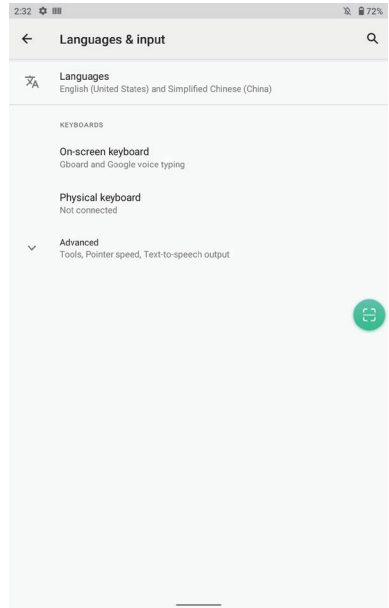 2:32
72%
Languages & input
Languages
English (United States) and Simplified Chinese (China)
KEYBOARDS
On-screen keyboard
Gboard and Google voice typing
Physical keyboard
Not connected
Advanced
Tools, Pointer speed, Text-to-speech output